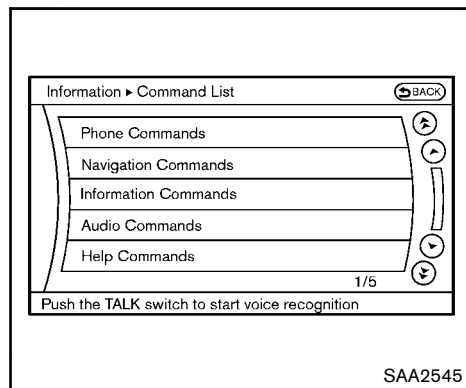 Information ▸ Command List
BACK
Phone Commands
Navigation Commands
Information Commands
Audio Commands
Help Commands
1/5
Push the TALK switch to start voice recognition
SAA2545